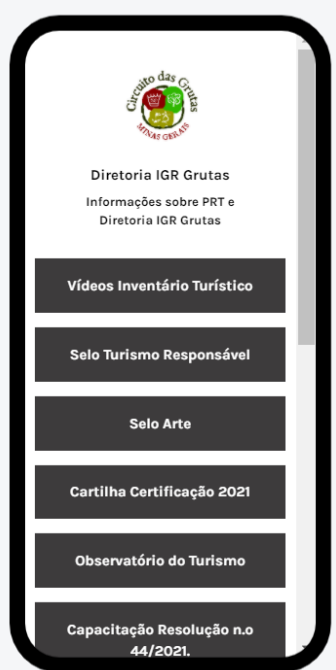 Circuito das Grutas
MINAS GERAIS
Diretoria IGR Grutas
Informações sobre PRT e
Diretoria IGR Grutas
Vídeos Inventário Turístico
Selo Turismo Responsável
Selo Arte
Cartilha Certificação 2021
Observatório do Turismo
Capacitação Resolução n.o
44/2021.